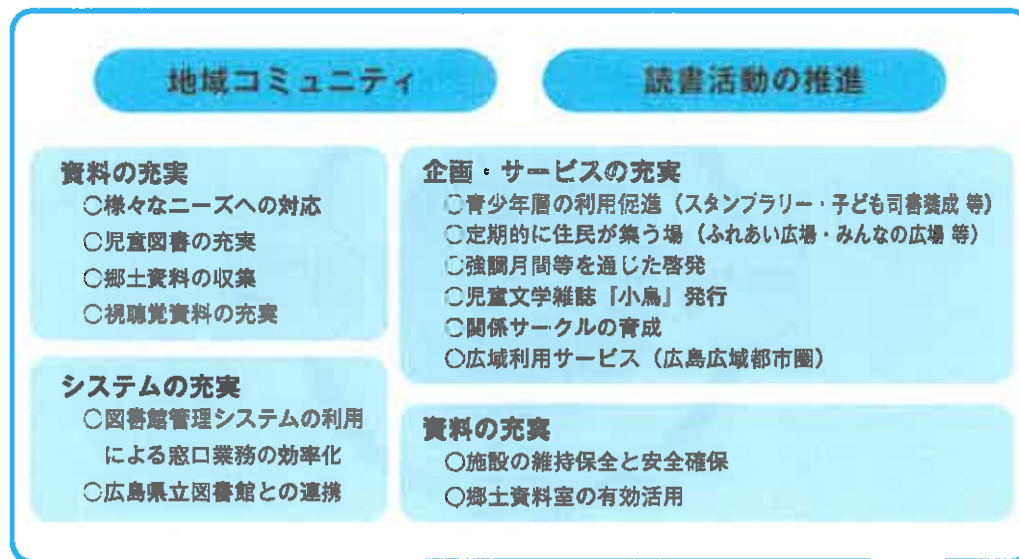 地域コミュニティ
読書活動の推進
資料の充実
○様々なニーズへの対応
○児童図書の充実
○郷土資料の収集
○視聴覚資料の充実
システムの充実
○図書館管理システムの利用
による窓口業務の効率化
○広島県立図書館との連携
企画・サービスの充実
○青少年層の利用促進（スタンプラリー・子ども司書養成 等）
○定期的に住民が集う場（ふれあい広場・みんなの広場 等）
○強調月間等を通じた啓発
○児童文学雑誌『小鳥』発行
○関係サークルの育成
○広域利用サービス（広島広域都市圏）
資料の充実
○施設の維持保全と安全確保
○郷土資料室の有効活用